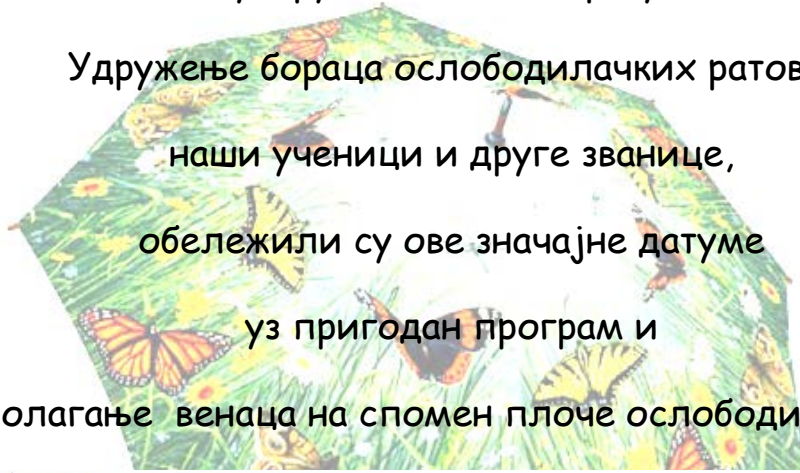 Удружење бораца ослободилачких ратов
наши ученици и друге званице,
обележили су ове значајне датуме
уз пригодан програм и
олагање венаца на спомен плоче ослободи